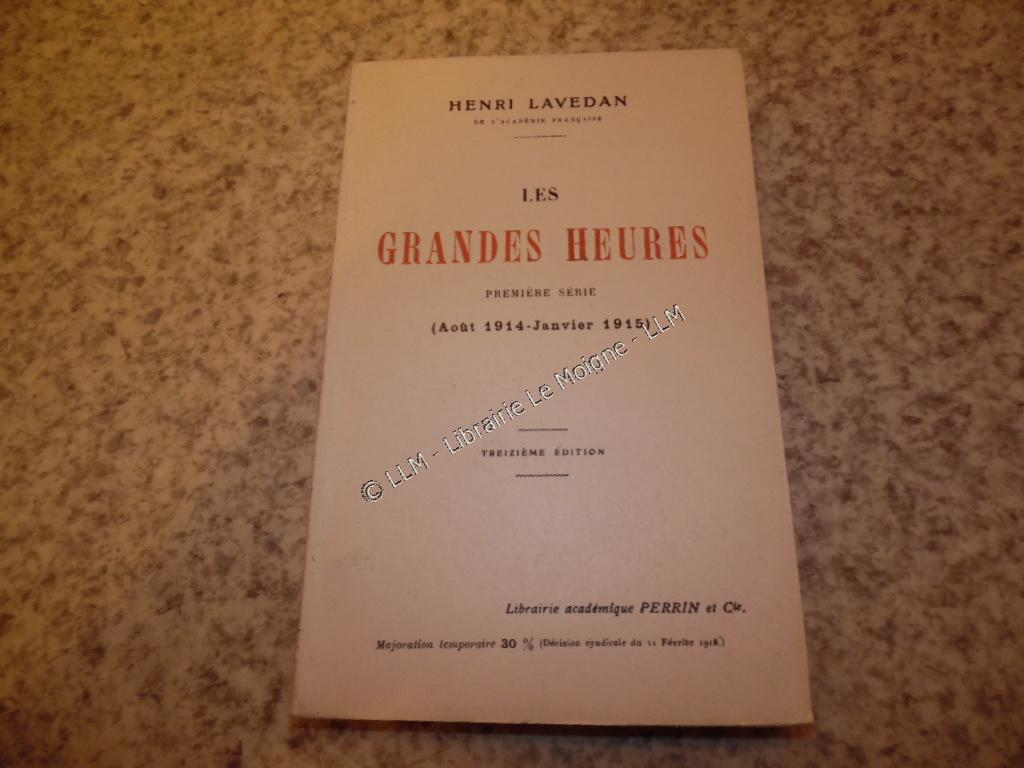 HENRI LAVEDAN
DE L'ACADÉMIE FRANÇAISE
LES
GRANDES HEURES
PREMIÈRE SÉRIE
(Août 1914-Janvier 1915)
© LLM - Librairie Le Moigne - LLM
TREIZIÈME ÉDITION
Librairie académique PERRIN et Cie.
Majoration temporaire 30 % (Décision syndicale du 11 Février 1918.)